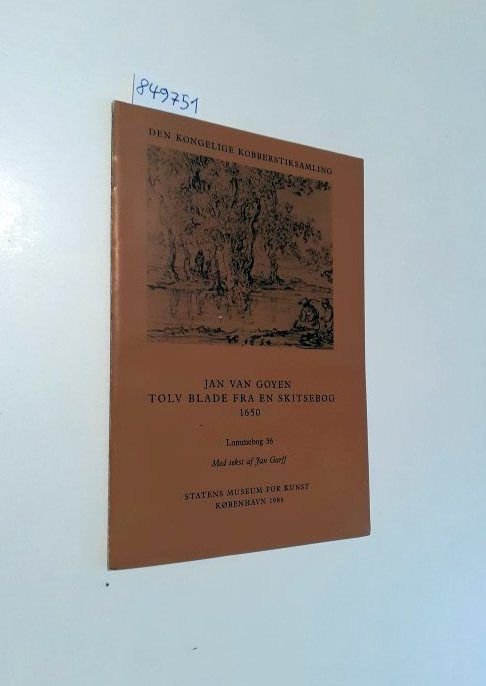 849751
DEN KONGELIGE KOBBERSTIKSAMLING
JAN VAN GOYEN
TOLV BLADE FRA EN SKITSEBOG
1650
Lommebog 36
Med tekst af Jan Garff
STATENS MUSEUM FOR KUNST
KØBENHAVN 1986